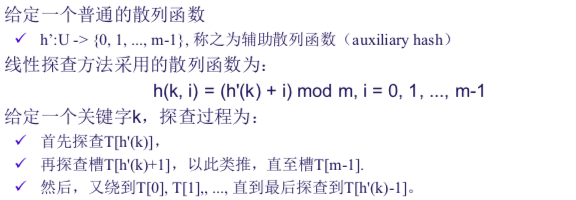 给定一个普通的散列函数
✓ h’:U -> {0, 1, ..., m-1}, 称之为辅助散列函数（auxiliary hash）
线性探查方法采用的散列函数为：
h(k, i) = (h'(k) + i) mod m, i = 0, 1, ..., m-1
给定一个关键字k，探查过程为：
✓ 首先探查T[h'(k)]，
✓ 再探查槽T[h'(k)+1]，以此类推，直至槽T[m-1].
✓ 然后，又绕到T[0], T[1],, ..., 直到最后探查到T[h'(k)-1]。